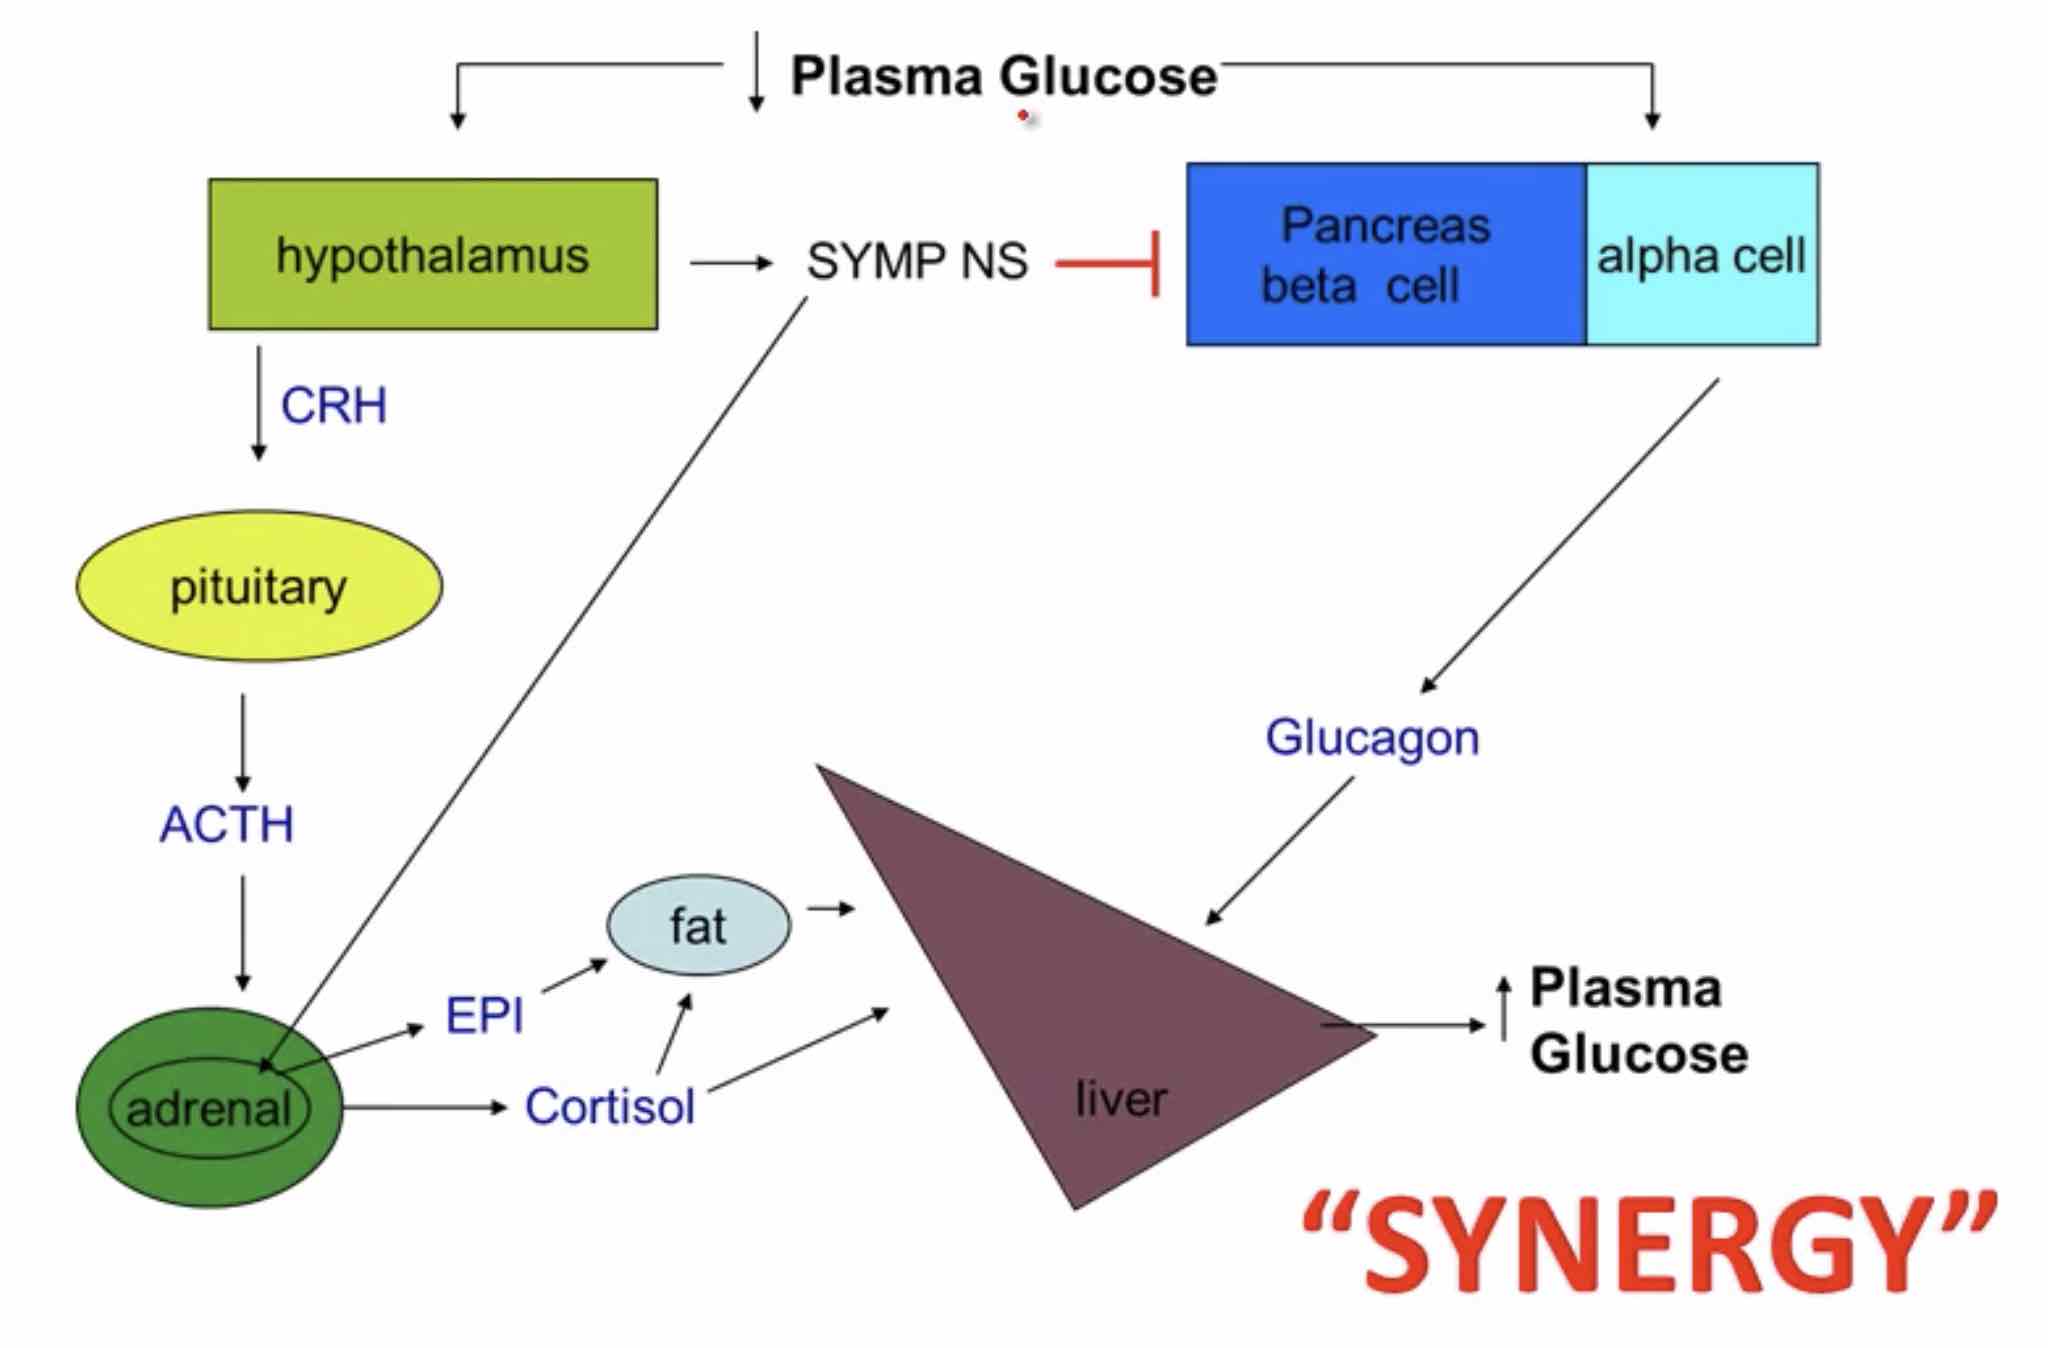 Plasma Glucose
hypothalamus
SYMP NS
Pancreas
beta cell
alpha cell
CRH
pituitary
Glucagon
ACTH
fat
EPI
Cortisol
adrenal
liver
Plasma
Glucose
“SYNERGY”